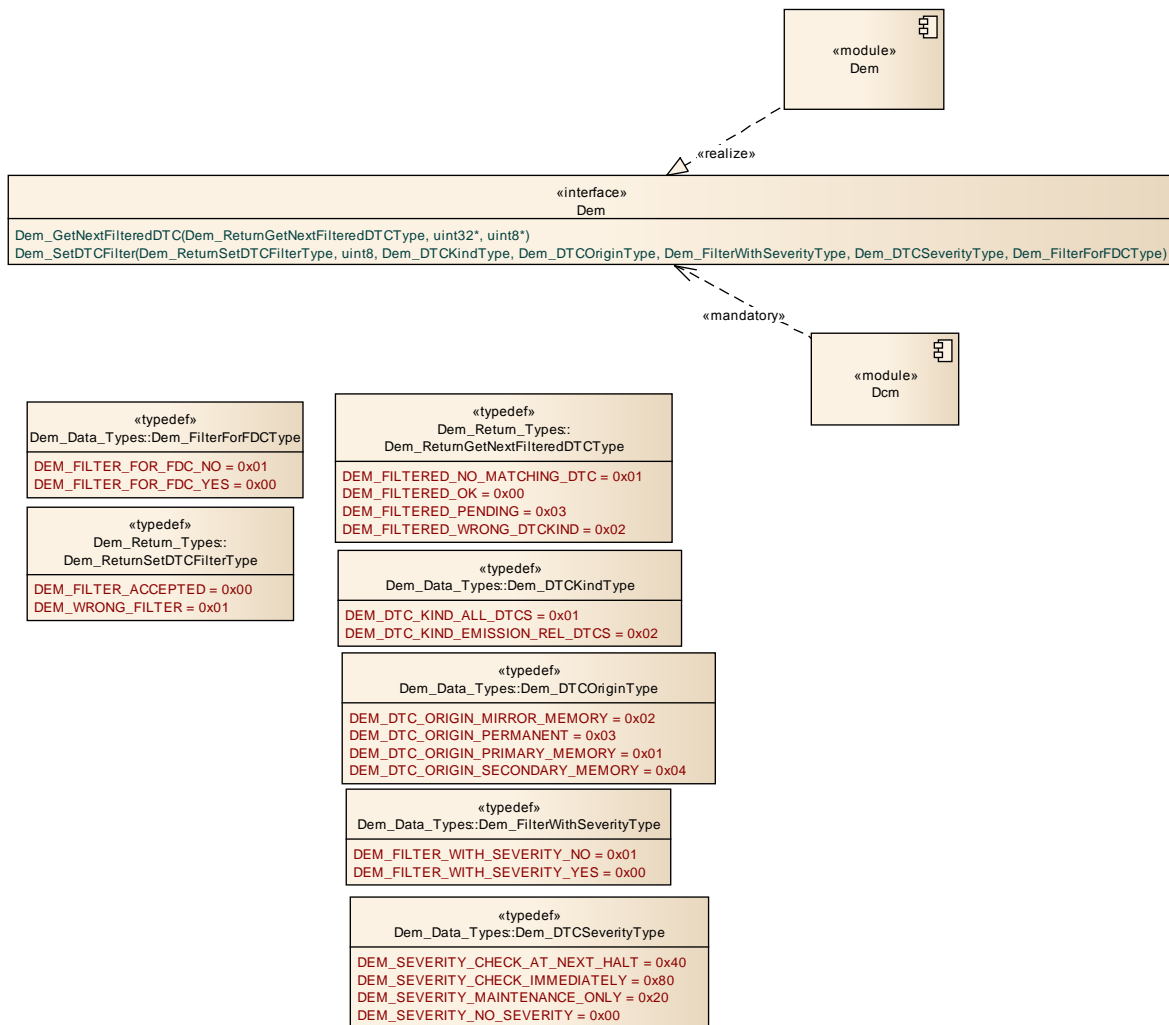 «module»
Dem
«realize»
«interface»
Dem
Dem_GetNextFilteredDTC(Dem_ReturnGetNextFilteredDTCType, uint32*, uint8*)
Dem_SetDTCFilter(Dem_ReturnSetDTCFilterType, uint8, Dem_DTCKindType, Dem_DTCOriginType, Dem_FilterWithSeverityType, Dem_DTCSeverityType, Dem_FilterForFDCType)
«mandatory»
«module»
Dcm
«typedef»
Dem_Data_Types::Dem_FilterForFDCType
DEM_FILTER_FOR_FDC_NO = 0x01
DEM_FILTER_FOR_FDC_YES = 0x00
«typedef»
Dem_Return_Types::
Dem_ReturnSetDTCFilterType
DEM_FILTER_ACCEPTED = 0x00
DEM_WRONG_FILTER = 0x01
«typedef»
Dem_Return_Types::
Dem_ReturnGetNextFilteredDTCType
DEM_FILTERED_NO_MATCHING_DTC = 0x01
DEM_FILTERED_OK = 0x00
DEM_FILTERED_PENDING = 0x03
DEM_FILTERED_WRONG_DTCKIND = 0x02
«typedef»
Dem_Data_Types::Dem_DTCKindType
DEM_DTC_KIND_ALL_DTCS = 0x01
DEM_DTC_KIND_EMISSION_REL_DTCS = 0x02
«typedef»
Dem_Data_Types::Dem_DTCOriginType
DEM_DTC_ORIGIN_MIRROR_MEMORY = 0x02
DEM_DTC_ORIGIN_PERMANENT = 0x03
DEM_DTC_ORIGIN_PRIMARY_MEMORY = 0x01
DEM_DTC_ORIGIN_SECONDARY_MEMORY = 0x04
«typedef»
Dem_Data_Types::Dem_FilterWithSeverityType
DEM_FILTER_WITH_SEVERITY_NO = 0x01
DEM_FILTER_WITH_SEVERITY_YES = 0x00
«typedef»
Dem_Data_Types::Dem_DTCSeverityType
DEM_SEVERITY_CHECK_AT_NEXT_HALT = 0x40
DEM_SEVERITY_CHECK_IMMEDIATELY = 0x80
DEM_SEVERITY_MAINTENANCE_ONLY = 0x20
DEM_SEVERITY_NO_SEVERITY = 0x00